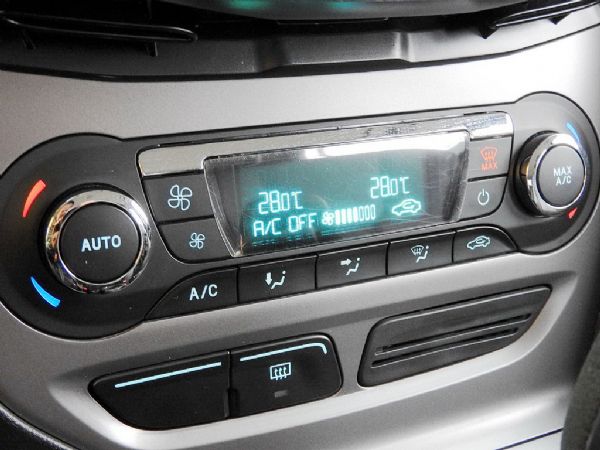 28.0°C 28.0°C
A/C OFF
MAX
AUTO
MAX
A/C
A/C